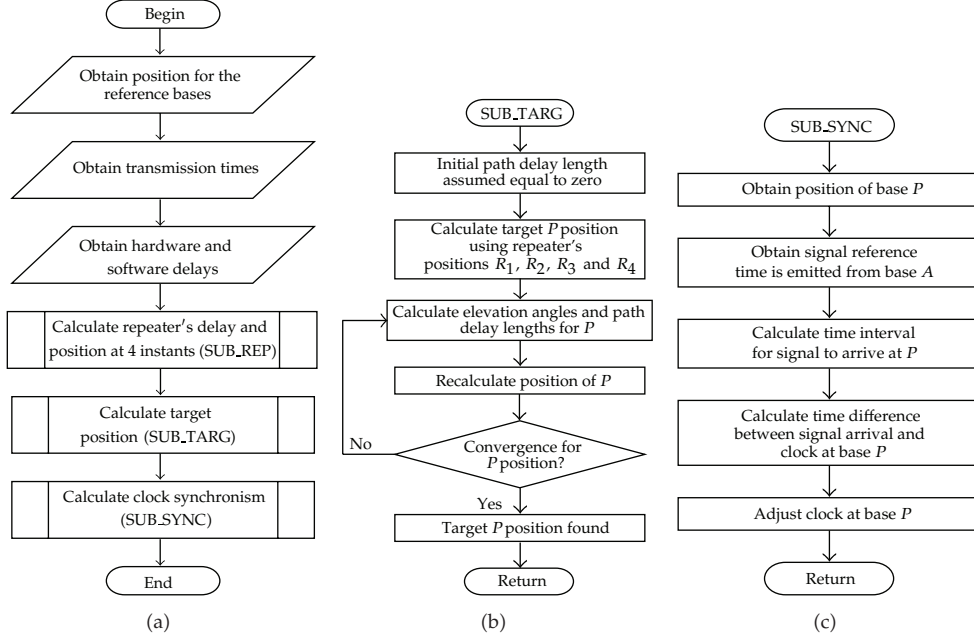 Begin
Obtain position for the
reference bases
Obtain transmission times
Obtain hardware and
software delays
Calculate repeater's delay and
position at 4 instants (SUB_REP)
Calculate target
position (SUB_TARG)
Calculate clock synchronism
(SUB_SYNC)
End
(a)
SUB_TARG
Initial path delay length
assumed equal to zero
Calculate target P position
using repeater's
positions R1, R2, R3 and R4
Calculate elevation angles and path
delay lengths for P
Recalculate position of P
No
Convergence for
P position?
Yes
Target P position found
Return
(b)
SUB_SYNC
Obtain position of base P
Obtain signal reference
time is emitted from base A
Calculate time interval
for signal to arrive at P
Calculate time difference
between signal arrival and
clock at base P
Adjust clock at base P
Return
(c)